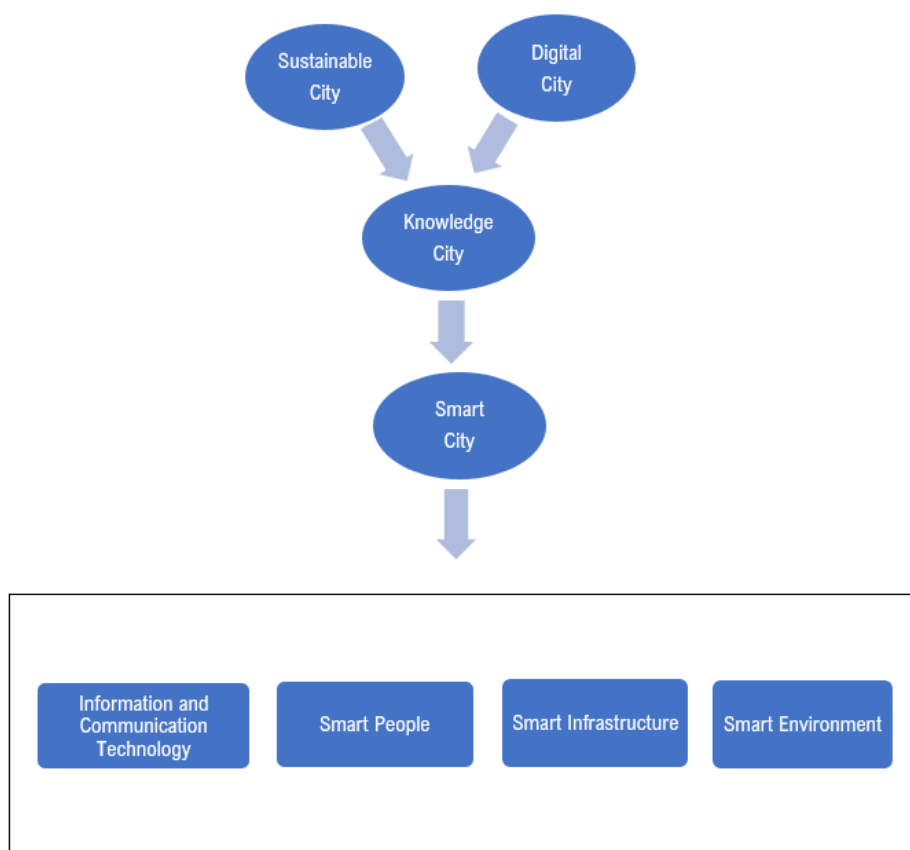 Sustainable
City
Digital
City
Knowledge
City
Smart
City
Information and
Communication
Technology
Smart People
Smart Infrastructure
Smart Environment